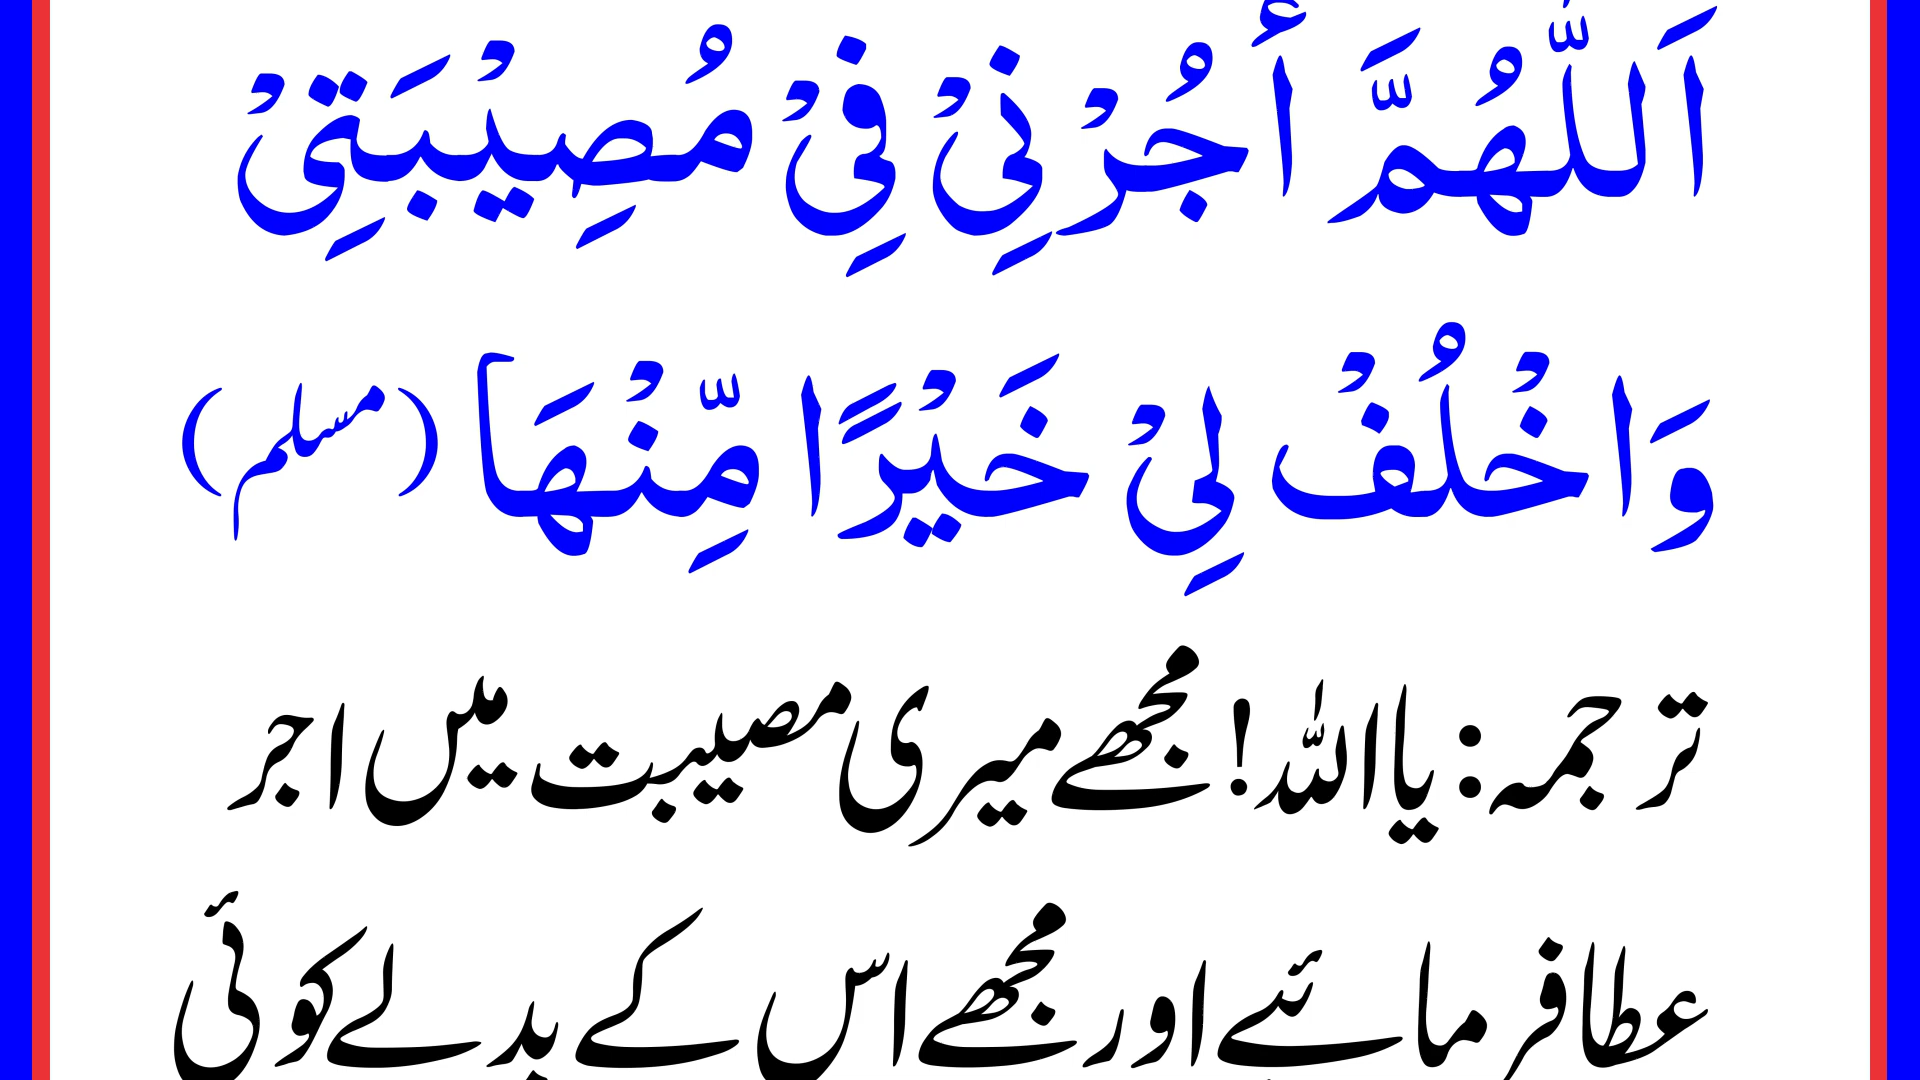 اَللّٰهُمَّ أَجُرْنِيْ فِيْ مُصِيْبَتِيْ
وَاخْلُفْ لِيْ خَيْرًا مِّنْهَا (مسلم)
ترجمہ: یا اللہ! مجھے میری مصیبت میں اجر
عطا فرمائیے اور مجھے اس کے بدلے کوئی